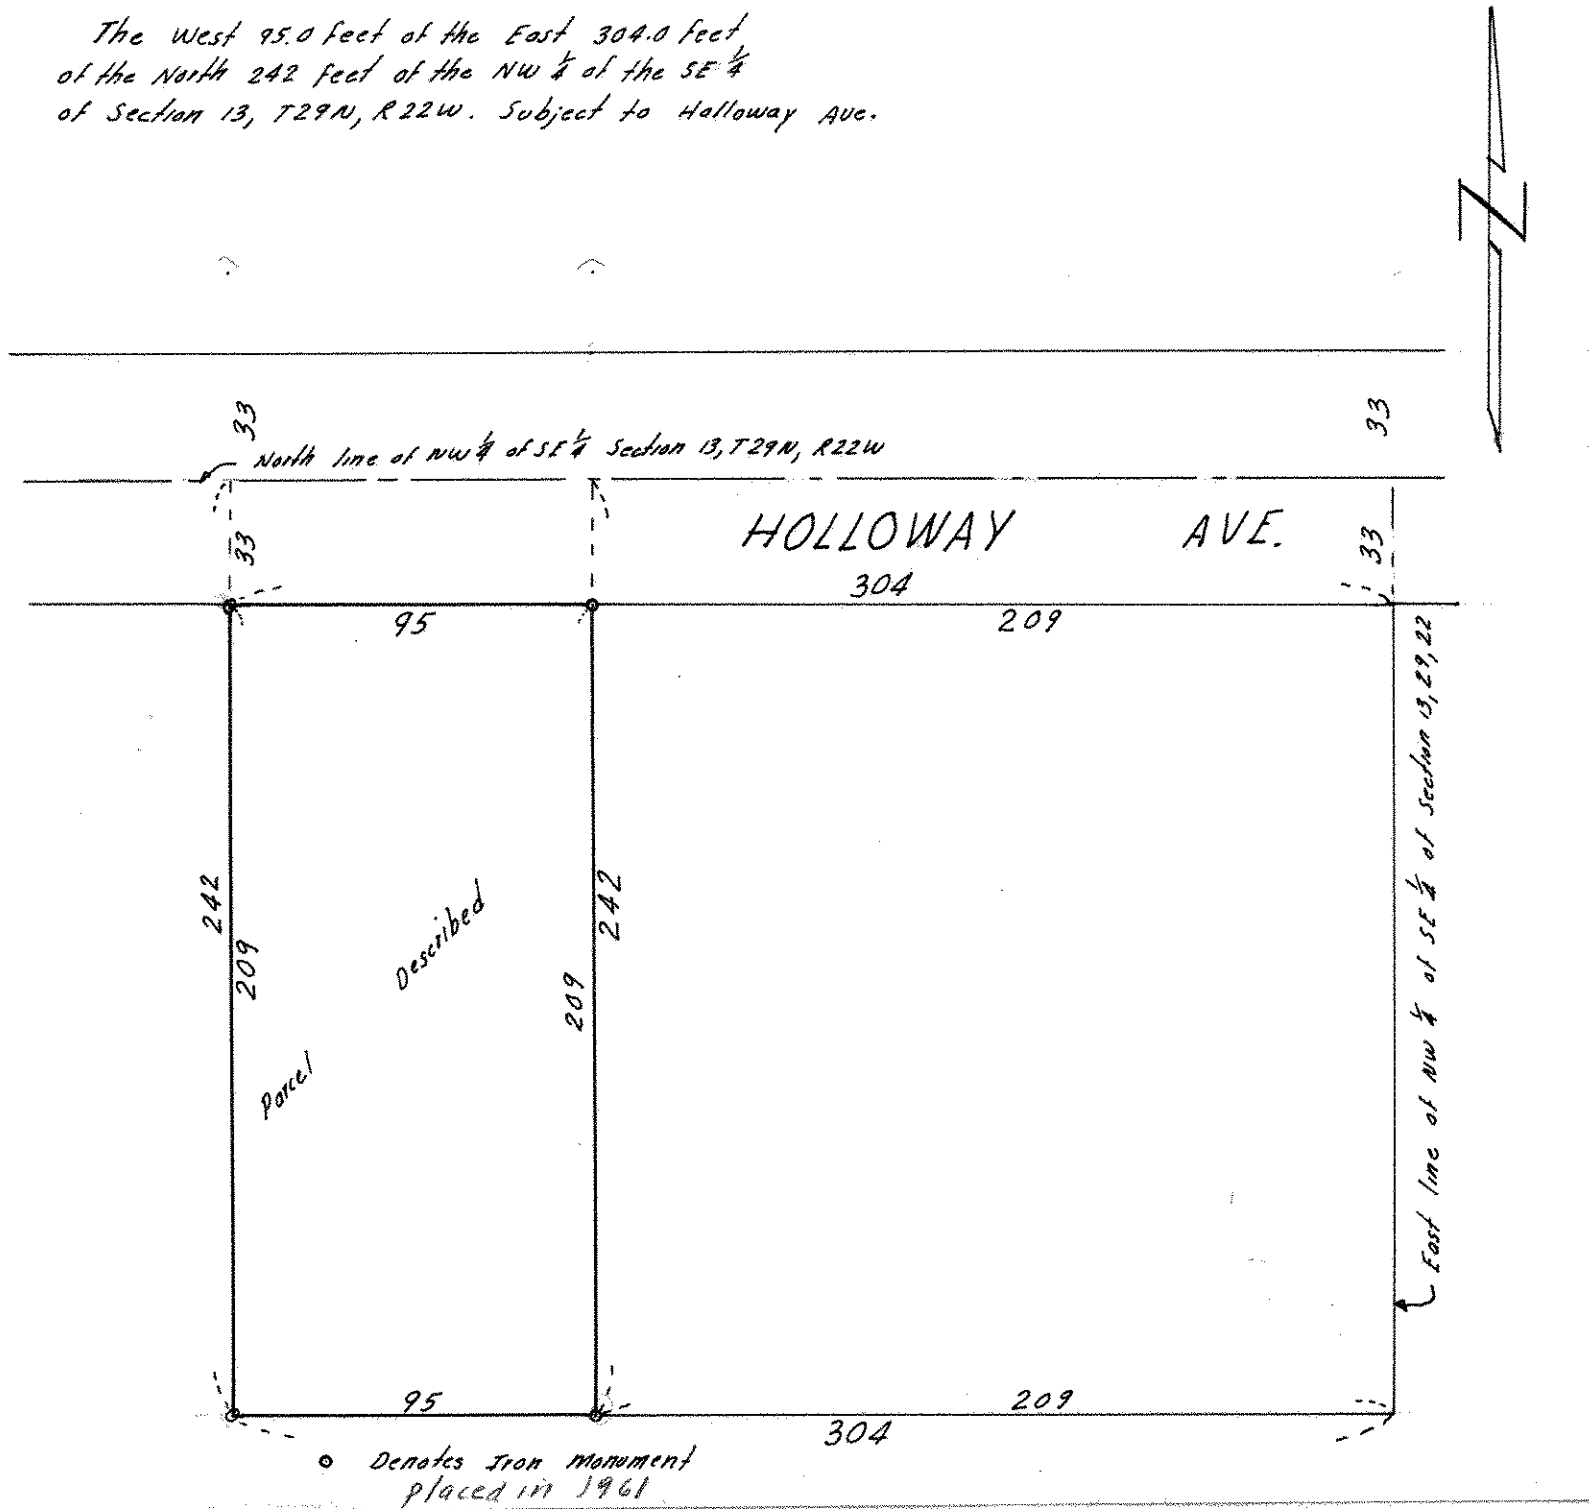 The West 95.0 feet of the East 304.0 feet
of the North 242 feet of the NW ¼ of the SE ¼
of Section 13, T29N, R22W. Subject to Holloway Ave.
N
33
33
North line of NW ¼ of SE ¼ Section 13, T29N, R22W
33
HOLLOWAY AVE.
33
304
95
209
East line of NW ¼ of SE ¼ of Section 13, 29, 22
242
209
Parcel Described
242
209
95
209
304
Denotes Iron Monument
placed in 1961